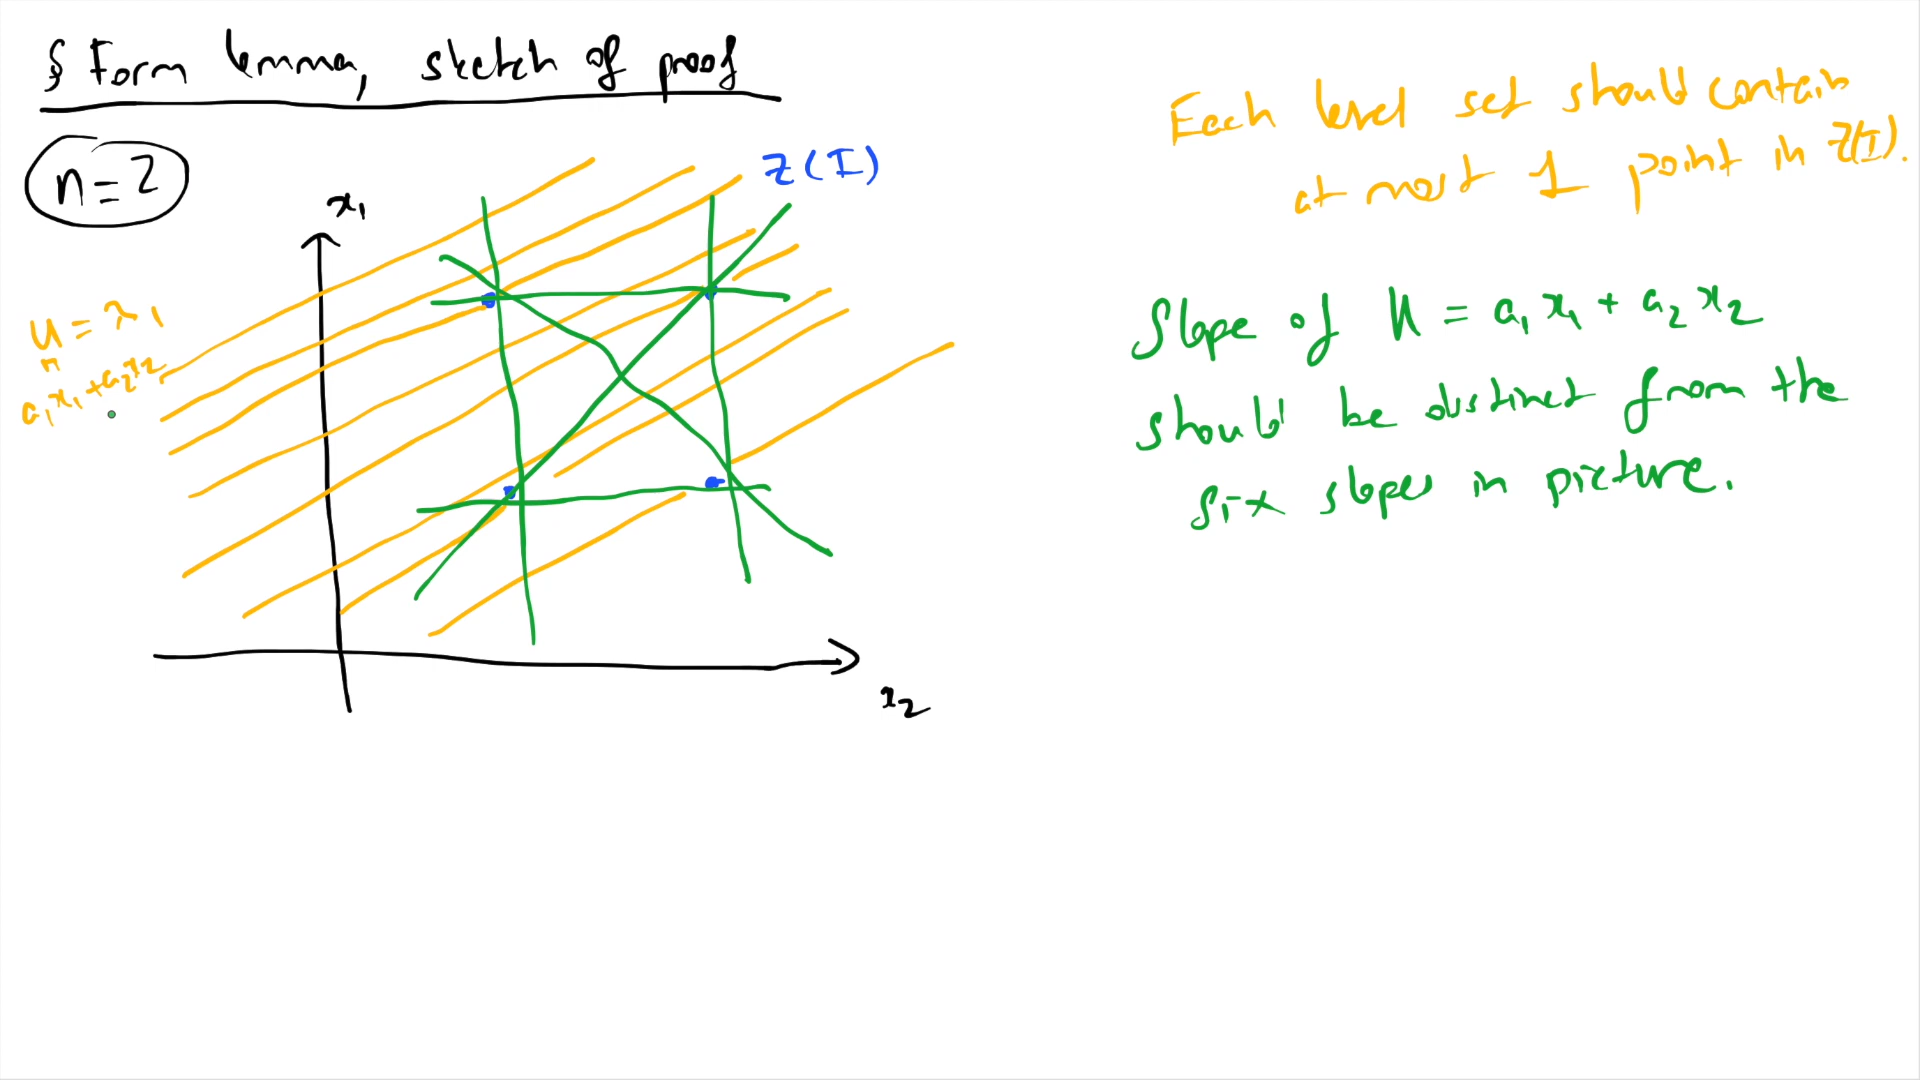 § Form lemma, sketch of proof
n=2
Z(I)
x₁
u = λ₁
"
a₁x₁+a₂x₂
x₂
Each level set should contain
at most 1 point in Z(I).
Slope of u = a₁x₁ + a₂x₂
should be distinct from the
six slopes in picture.